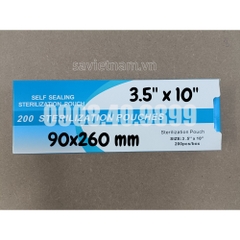 www.savietnam.vn
SELF SEALING
STERILIZATION POUCH
3.5" x 10"
200 STERILIZATION POUCHES
90x260 mm
Sterilization Pouch
SIZE: 3.5" x 10"
200pcs/box